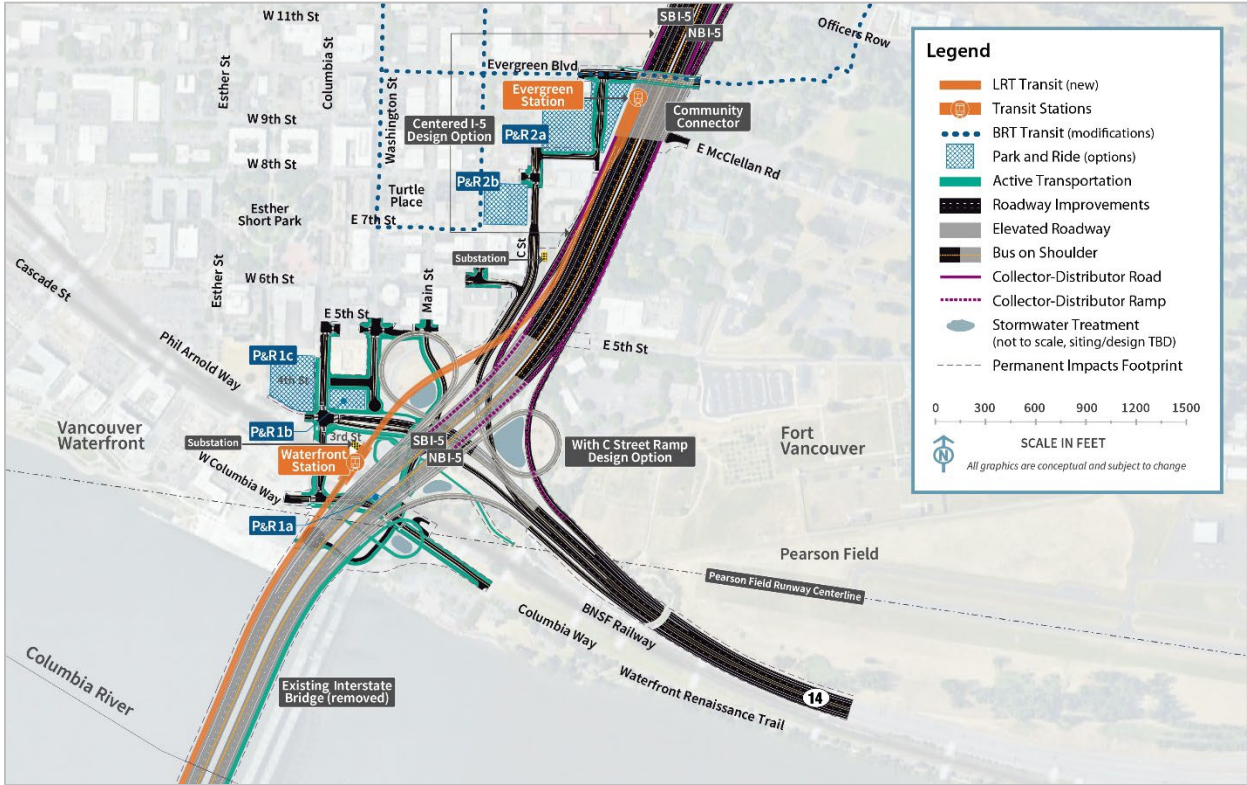 W 11th St
Columbia St
Esther St
Washington St
SBI-5
NBI-5
Officers Row
Evergreen Blvd
Evergreen
Station
Community
Connector
W 9th St
Centered I-5
Design Option
P&R2a
E McClellan Rd
W 8th St
P&R2b
Turtle
Place
Esther
Short Park
E 7th St
Substation
C St
Cascade St
W 6th St
Esther St
Main St
E 5th St
E 5th St
Phil Arnold Way
P&R1c
4th St
P&R1b
3rd St
Substation
Vancouver
Waterfront
Waterfront
Station
SBI-5
NBI-5
With C Street Ramp
Design Option
Fort
Vancouver
W Columbia Way
P&R1a
Pearson Field
Pearson Field Runway Centerline
BNSF Railway
Columbia Way
Waterfront Renaissance Trail
14
Existing Interstate
Bridge (removed)
Columbia River
Legend
LRT Transit (new)
Transit Stations
BRT Transit (modifications)
Park and Ride (options)
Active Transportation
Roadway Improvements
Elevated Roadway
Bus on Shoulder
Collector-Distributor Road
Collector-Distributor Ramp
Stormwater Treatment
(not to scale, siting/design TBD)
Permanent Impacts Footprint
0 300 600 900 1200 1500
SCALE IN FEET
N
All graphics are conceptual and subject to change